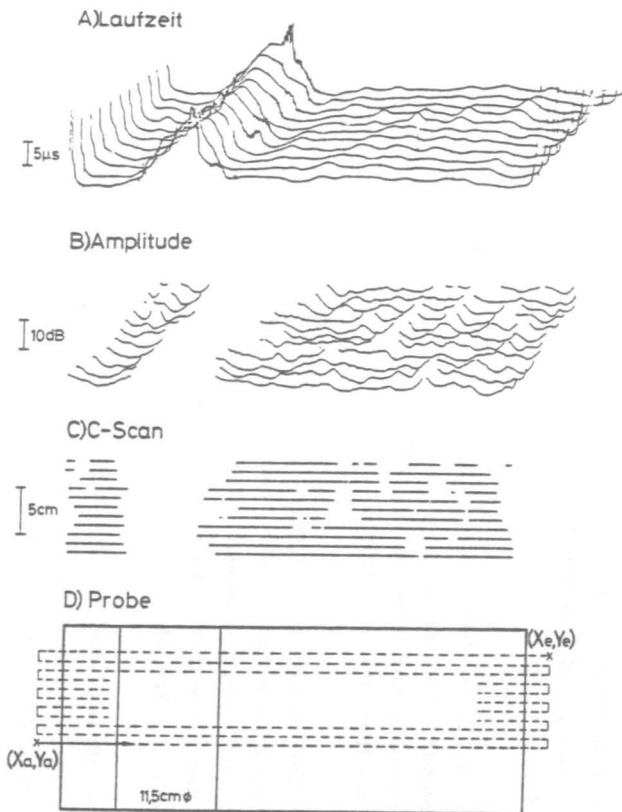 A)Laufzeit
5µs
B)Amplitude
10dB
C)C-Scan
5cm
D) Probe
(Xe,Ye)
(Xa,Ya)
11,5cm ϕ